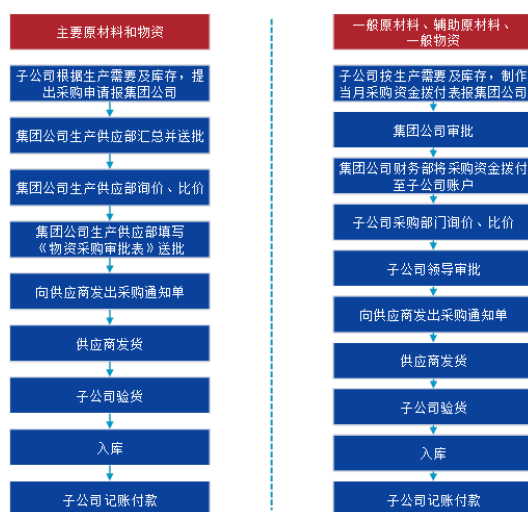 主要原材料和物资
子公司根据生产需要及库存，提
出采购申请报集团公司
集团公司生产供应部汇总并送批
集团公司生产供应部询价、比价
集团公司生产供应部填写
《物资采购审批表》送批
向供应商发出采购通知单
供应商发货
子公司验货
入库
子公司记账付款
一般原材料、辅助原材料、
一般物资
子公司按生产需要及库存，制作
当月采购资金拨付表报集团公司
集团公司审批
集团公司财务部将采购资金拨付
至子公司账户
子公司采购部门询价、比价
子公司领导审批
向供应商发出采购通知单
供应商发货
子公司验货
入库
子公司记账付款